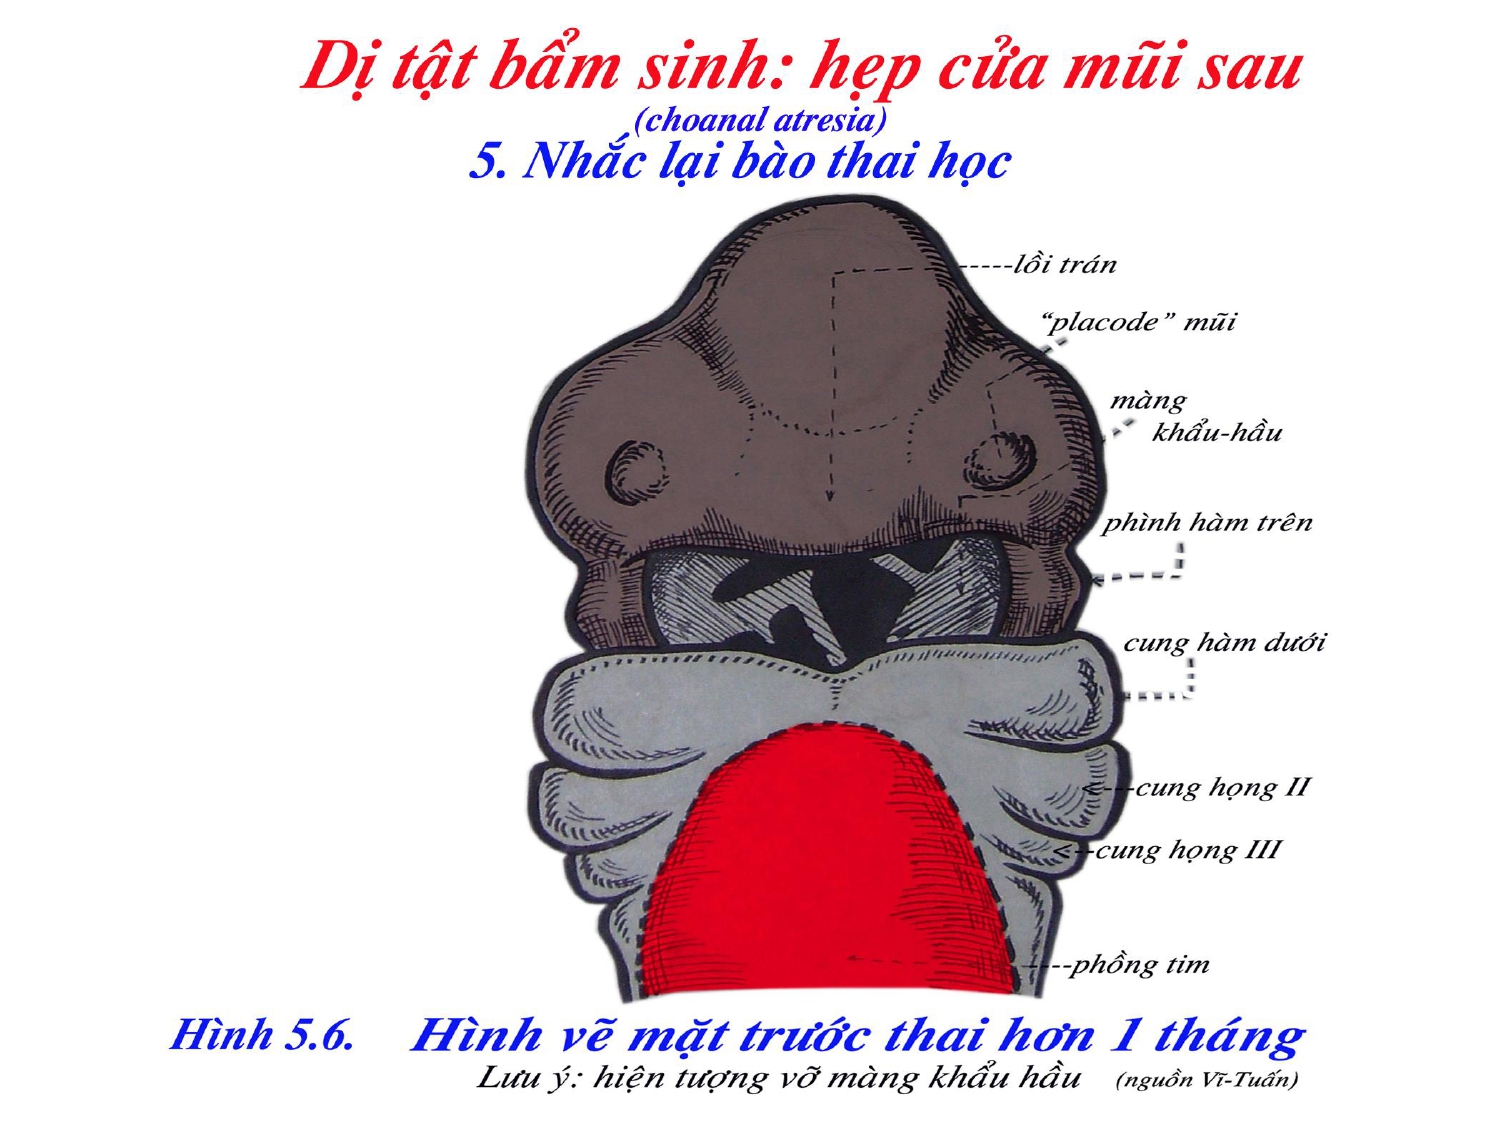 Dị tật bẩm sinh: hẹp cửa mũi sau
(choanal atresia)
5. Nhắc lại bào thai học
lồi trán
“placode” mũi
màng
khẩu-hầu
phình hàm trên
cung hàm dưới
cung họng II
cung họng III
phồng tim
Hình 5.6. Hình vẽ mặt trước thai hơn 1 tháng
Lưu ý: hiện tượng vỡ màng khẩu hầu (nguồn Vĩ-Tuấn)